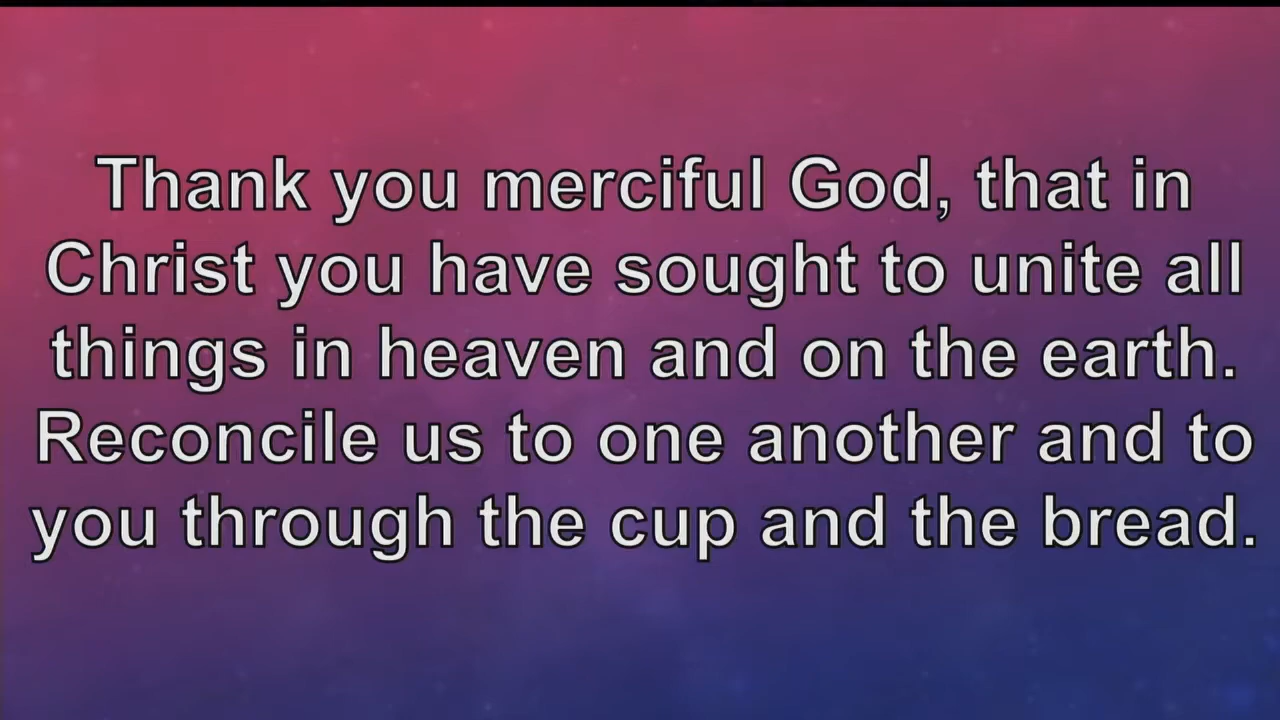 Thank you merciful God, that in
Christ you have sought to unite all
things in heaven and on the earth.
Reconcile us to one another and to
you through the cup and the bread.